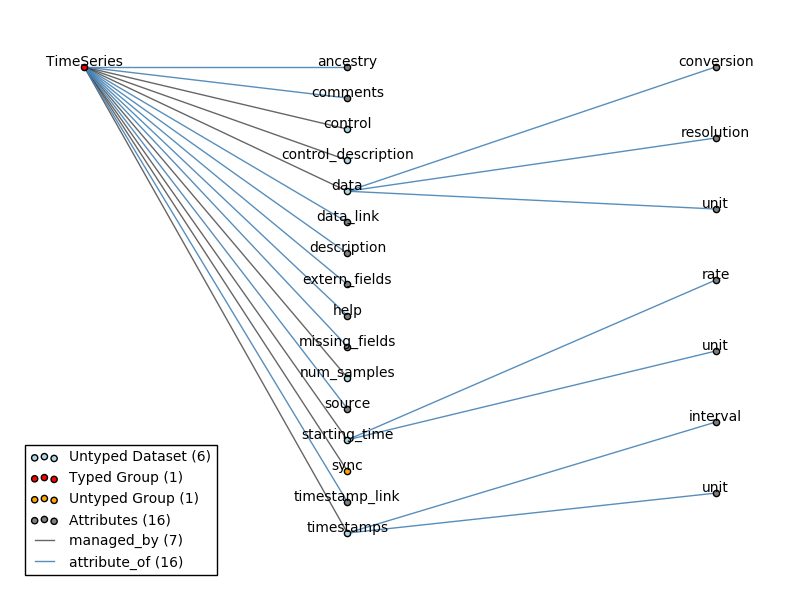 TimeSeries
ancestry
comments
control
control_description
data
data_link
description
extern_fields
help
missing_fields
num_samples
source
starting_time
sync
timestamp_link
timestamps
conversion
resolution
unit
rate
unit
interval
unit
Untyped Dataset (6)
Typed Group (1)
Untyped Group (1)
Attributes (16)
managed_by (7)
attribute_of (16)